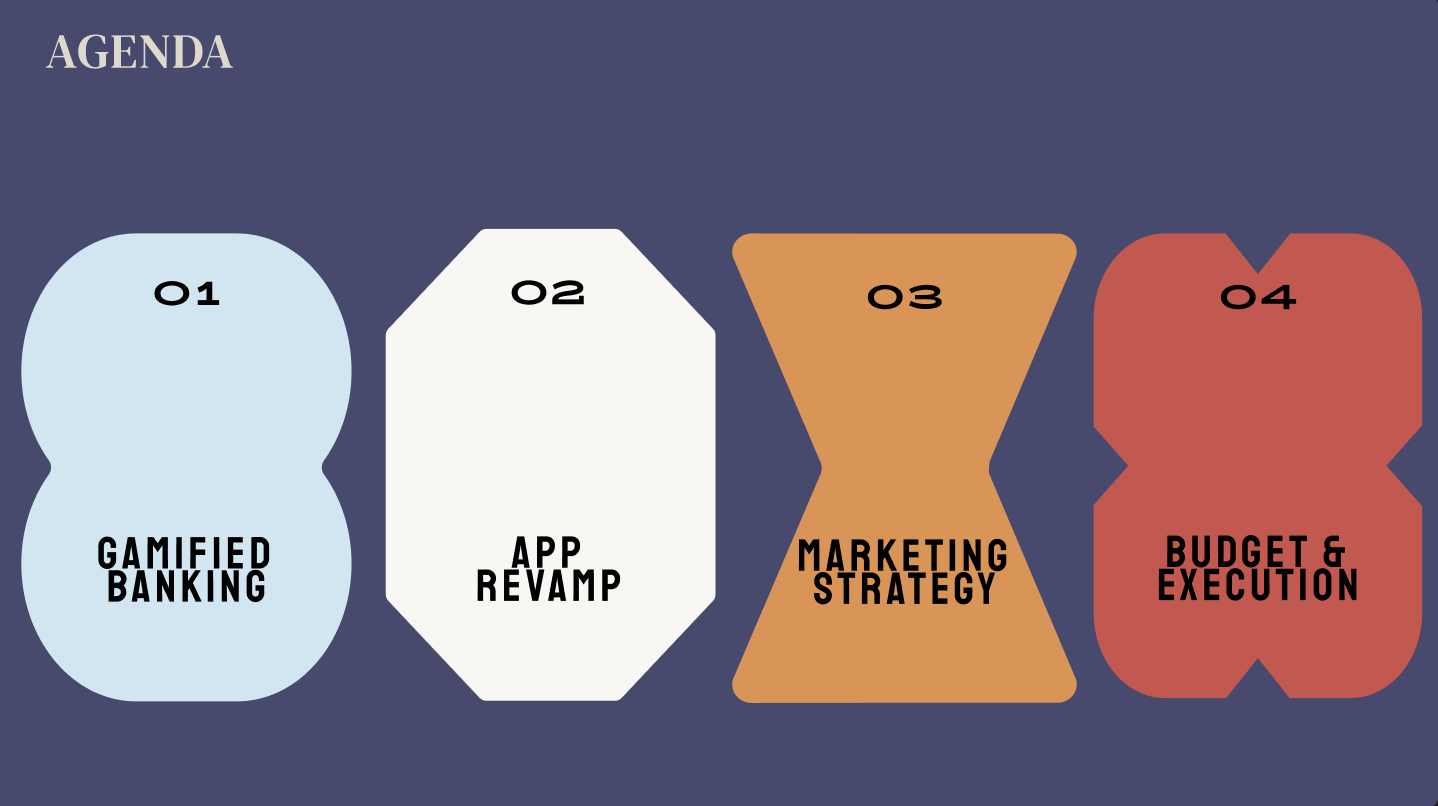 AGENDA
01
GAMIFIED
BANKING
02
APP
REVAMP
03
MARKETING
STRATEGY
04
BUDGET &
EXECUTION